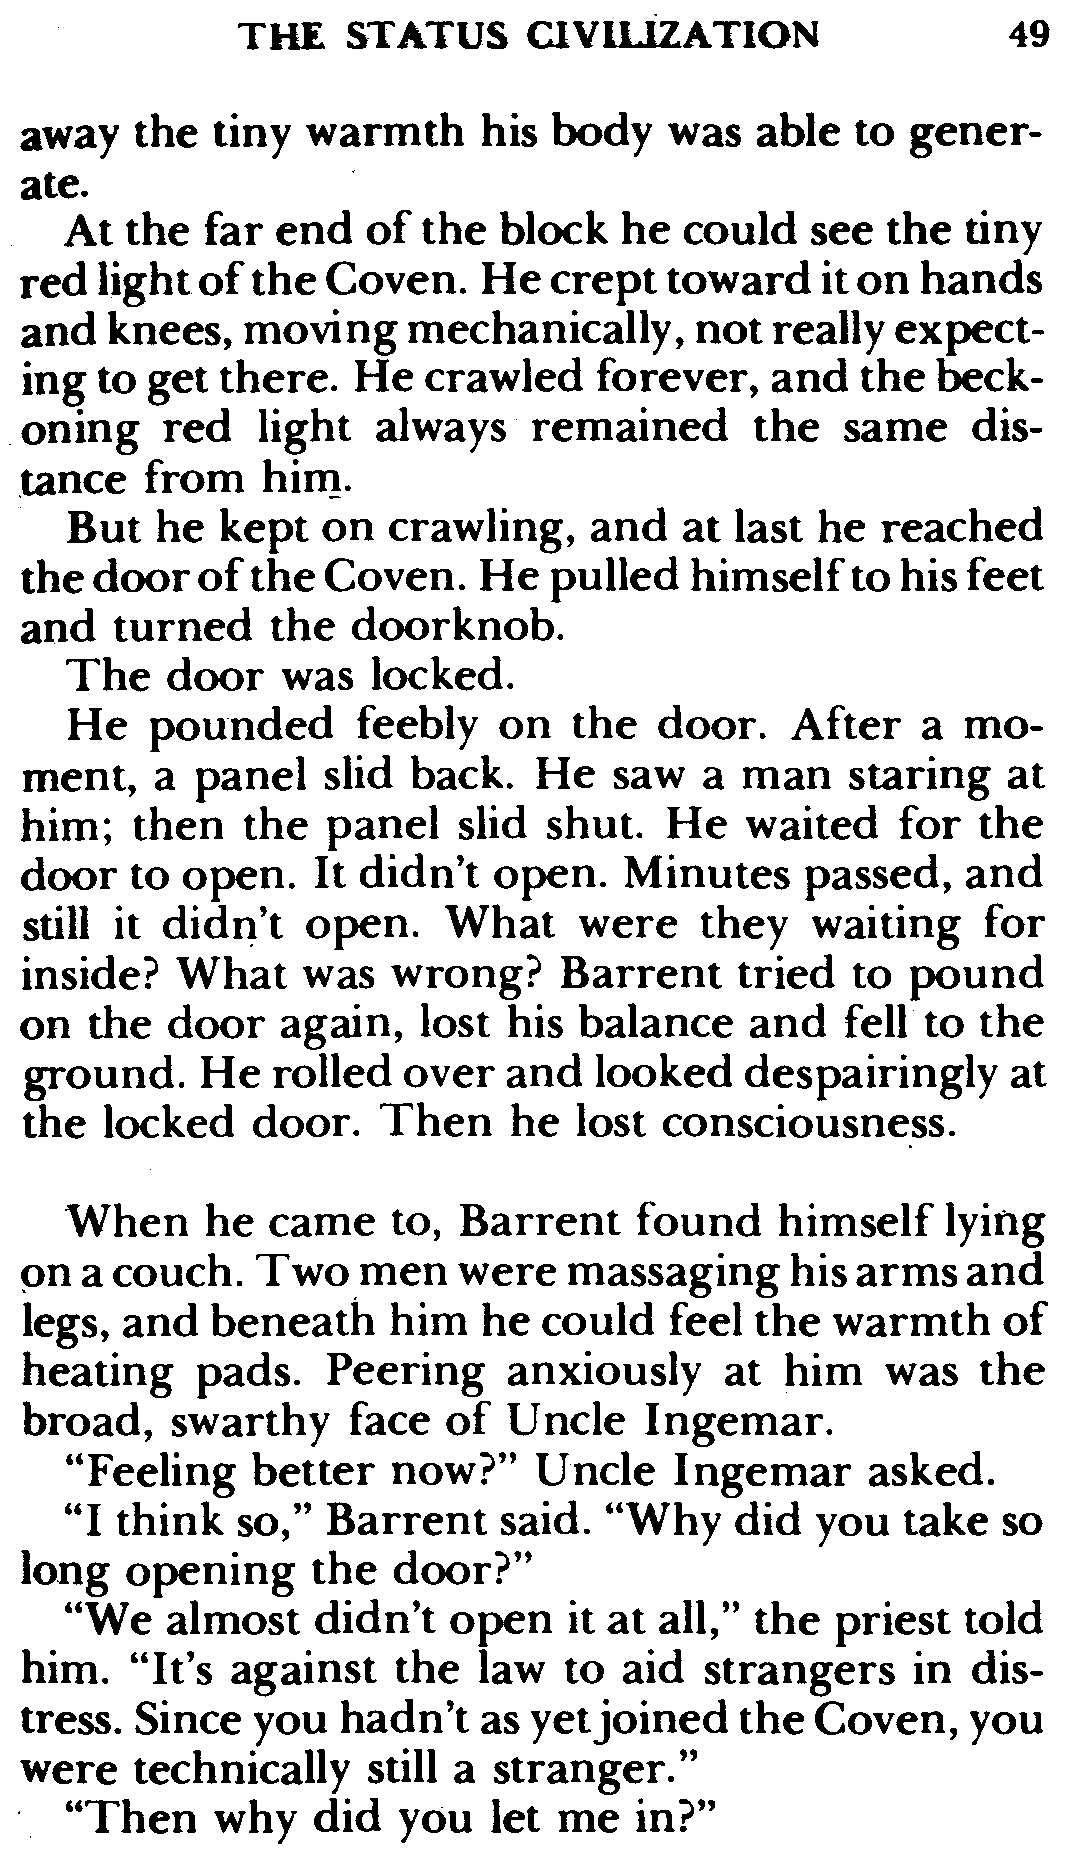 THE STATUS CIVILIZATION 49
away the tiny warmth his body was able to gener-
ate.
At the far end of the block he could see the tiny
red light of the Coven. He crept toward it on hands
and knees, moving mechanically, not really expect-
ing to get there. He crawled forever, and the beck-
oning red light always remained the same dis-
tance from him.
But he kept on crawling, and at last he reached
the door of the Coven. He pulled himself to his feet
and turned the doorknob.
The door was locked.
He pounded feebly on the door. After a mo-
ment, a panel slid back. He saw a man staring at
him; then the panel slid shut. He waited for the
door to open. It didn't open. Minutes passed, and
still it didn't open. What were they waiting for
inside? What was wrong? Barrent tried to pound
on the door again, lost his balance and fell to the
ground. He rolled over and looked despairingly at
the locked door. Then he lost consciousness.
When he came to, Barrent found himself lying
on a couch. Two men were massaging his arms and
legs, and beneath him he could feel the warmth of
heating pads. Peering anxiously at him was the
broad, swarthy face of Uncle Ingemar.
“Feeling better now?” Uncle Ingemar asked.
“I think so,” Barrent said. “Why did you take so
long opening the door?”
“We almost didn't open it at all,” the priest told
him. “It's against the law to aid strangers in dis-
tress. Since you hadn't as yet joined the Coven, you
were technically still a stranger.”
“Then why did you let me in?”